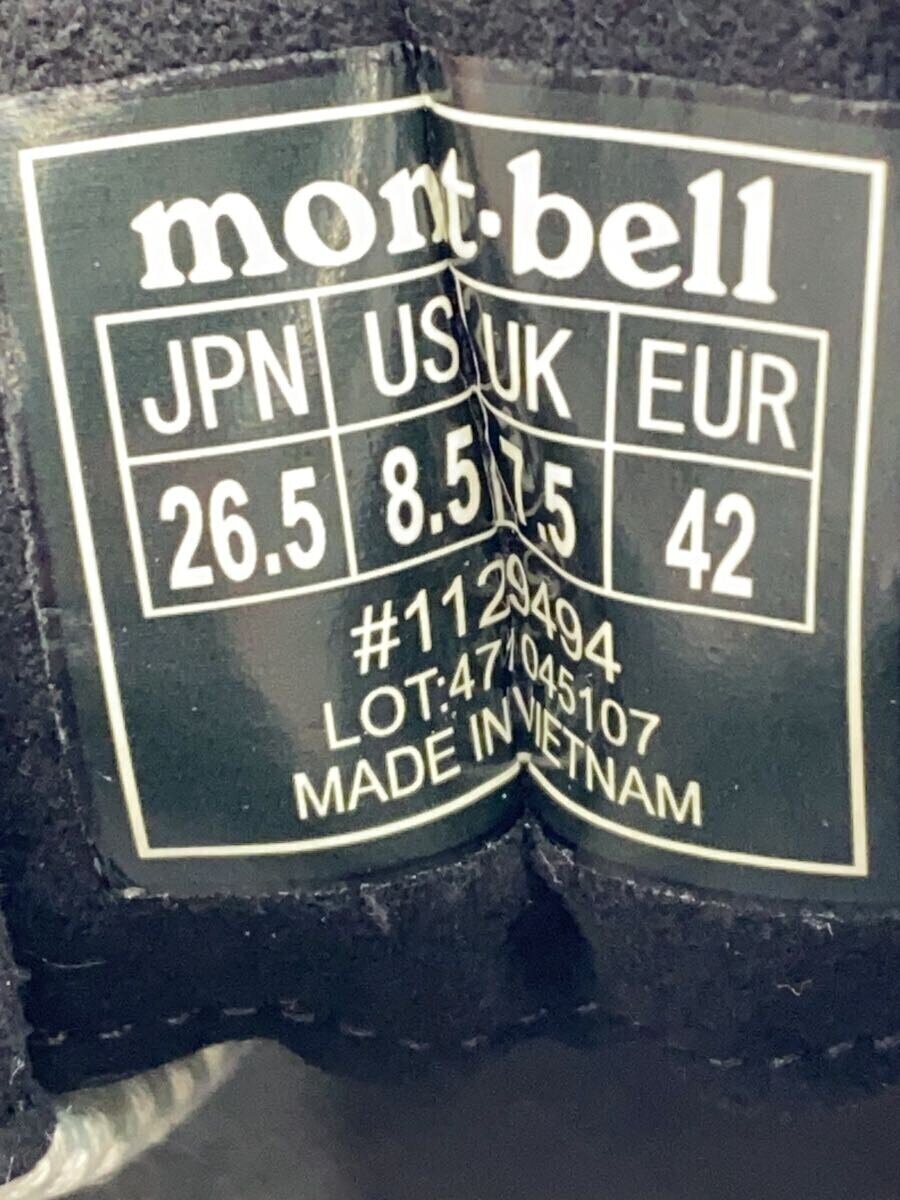 mont-bell
JPN US UK EUR
26.5 8.5 7.5 42
#1129494
LOT:471045107
MADE IN VIETNAM